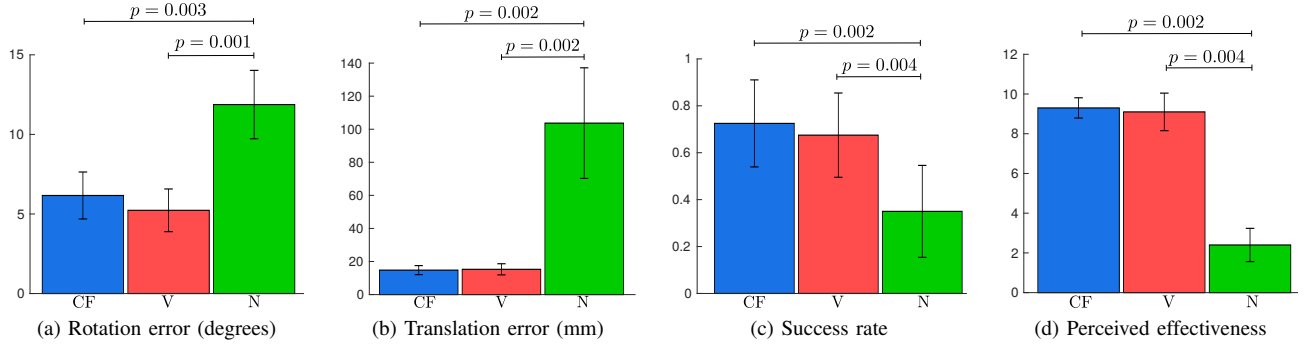 p = 0.003
p = 0.001
15
10
5
0
CF V N
(a) Rotation error (degrees)
p = 0.002
p = 0.002
140
120
100
80
60
40
20
0
CF V N
(b) Translation error (mm)
p = 0.002
p = 0.004
1
0.8
0.6
0.4
0.2
0
CF V N
(c) Success rate
p = 0.002
p = 0.004
12
10
8
6
4
2
0
CF V N
(d) Perceived effectiveness